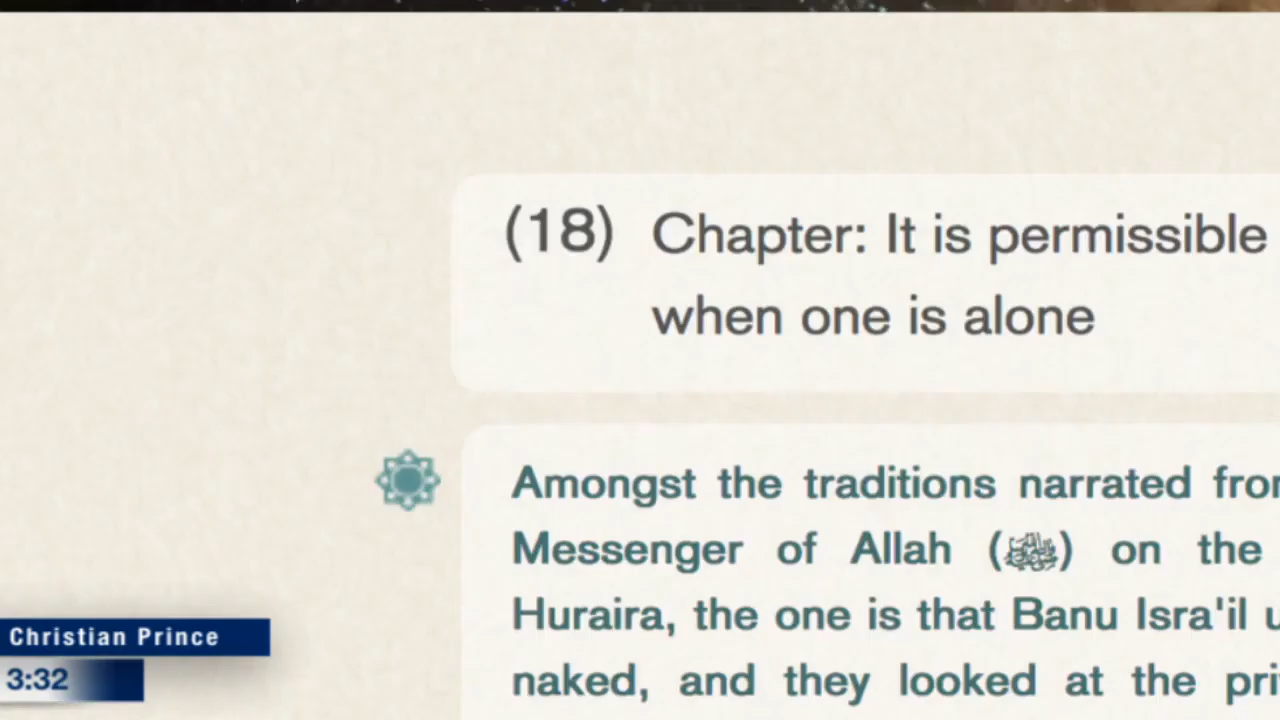 (18) Chapter: It is permissible
when one is alone
Amongst the traditions narrated from
Messenger of Allah (ﷺ) on the
Huraira, the one is that Banu Isra'il
naked, and they looked at the
Christian Prince
3:32